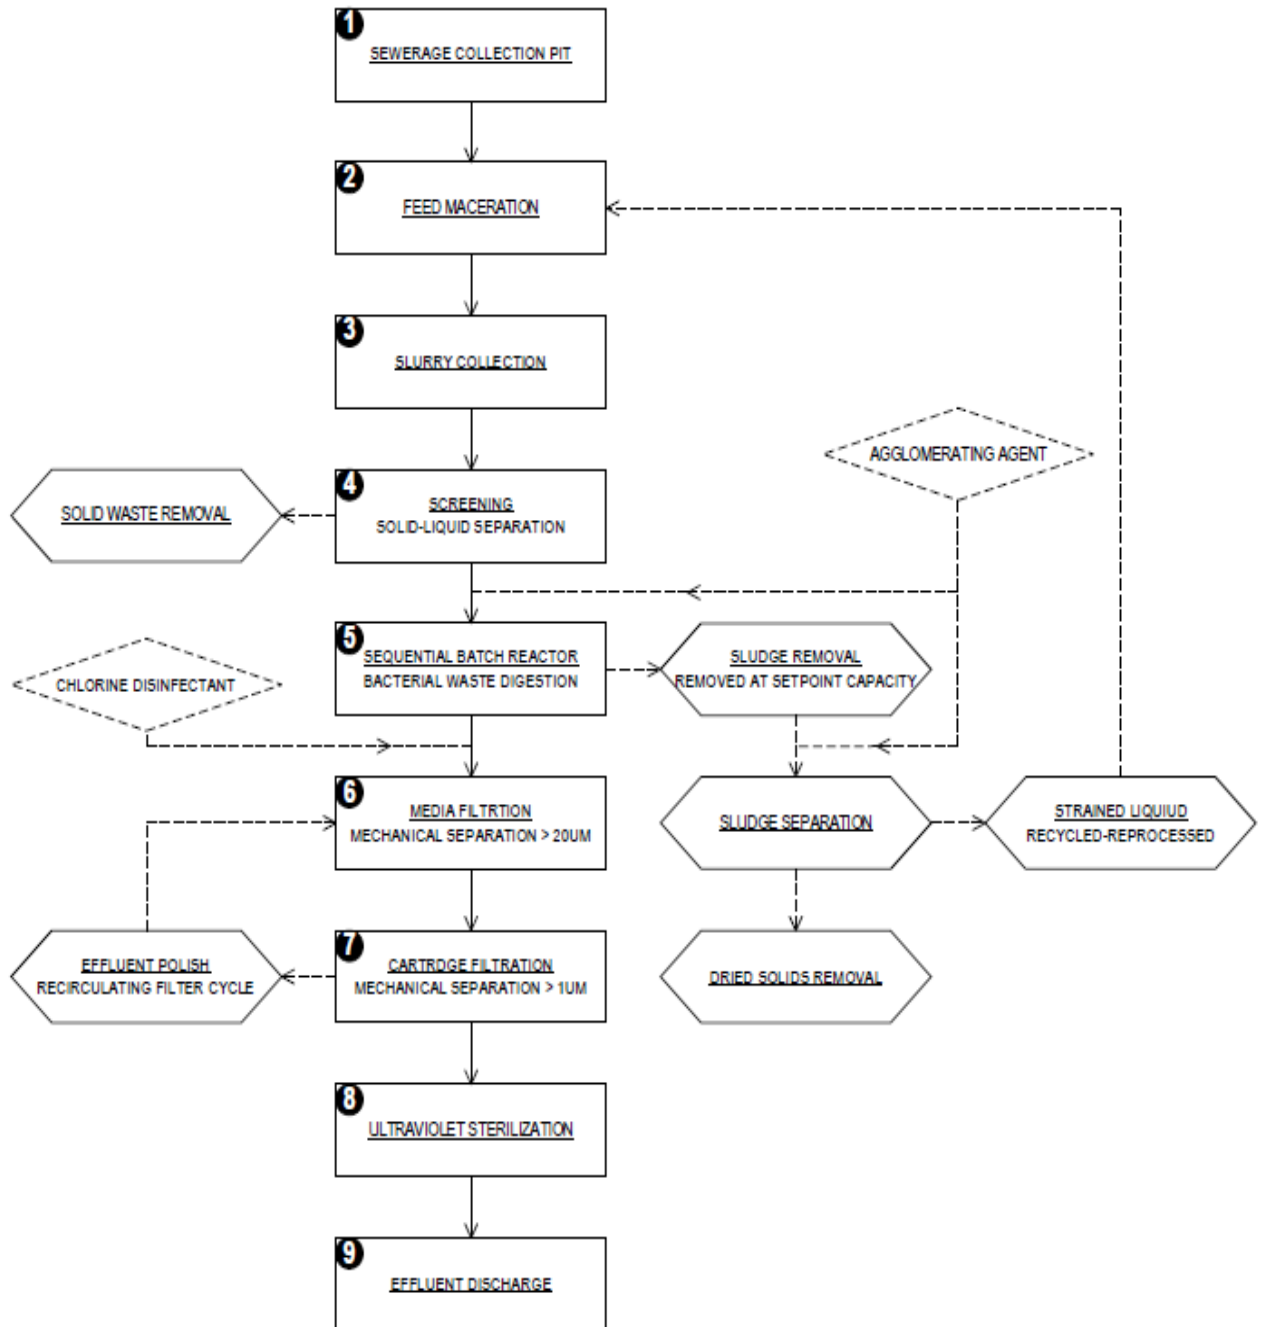 1
SEWERAGE COLLECTION PIT
2
FEED MACERATION
3
SLURRY COLLECTION
AGGLOMERATING AGENT
4
SCREENING
SOLID-LIQUID SEPARATION
SOLID WASTE REMOVAL
5
SEQUENTIAL BATCH REACTOR
BACTERIAL WASTE DIGESTION
SLUDGE REMOVAL
REMOVED AT SETPOINT CAPACITY
CHLORINE DISINFECTANT
6
MEDIA FILTRTION
MECHANICAL SEPARATION > 20UM
SLUDGE SEPARATION
STRAINED LIQUIUD
RECYCLED-REPROCESSED
EFFLUENT POLISH
RECIRCULATING FILTER CYCLE
7
CARTRDGE FILTRATION
MECHANICAL SEPARATION > 1UM
DRIED SOLIDS REMOVAL
8
ULTRAVIOLET STERILIZATION
9
EFFLUENT DISCHARGE